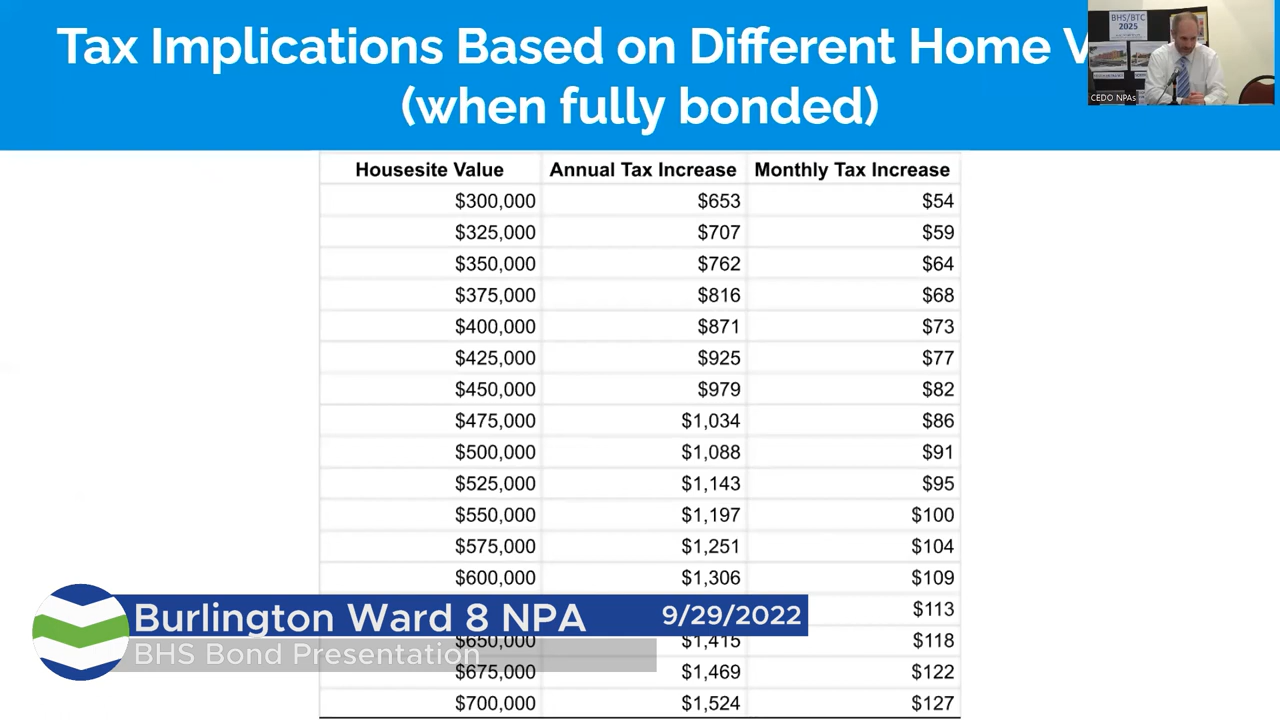 Tax Implications Based on Different Home V
(when fully bonded)
BHS/BTC
2025
CEDO NPAs
Housesite Value Annual Tax Increase Monthly Tax Increase
$300,000 $653 $54
$325,000 $707 $59
$350,000 $762 $64
$375,000 $816 $68
$400,000 $871 $73
$425,000 $925 $77
$450,000 $979 $82
$475,000 $1,034 $86
$500,000 $1,088 $91
$525,000 $1,143 $95
$550,000 $1,197 $100
$575,000 $1,251 $104
$600,000 $1,306 $109
$113
$650,000 $1,415 $118
$675,000 $1,469 $122
$700,000 $1,524 $127
Burlington Ward 8 NPA 9/29/2022
BHS Bond Presentation